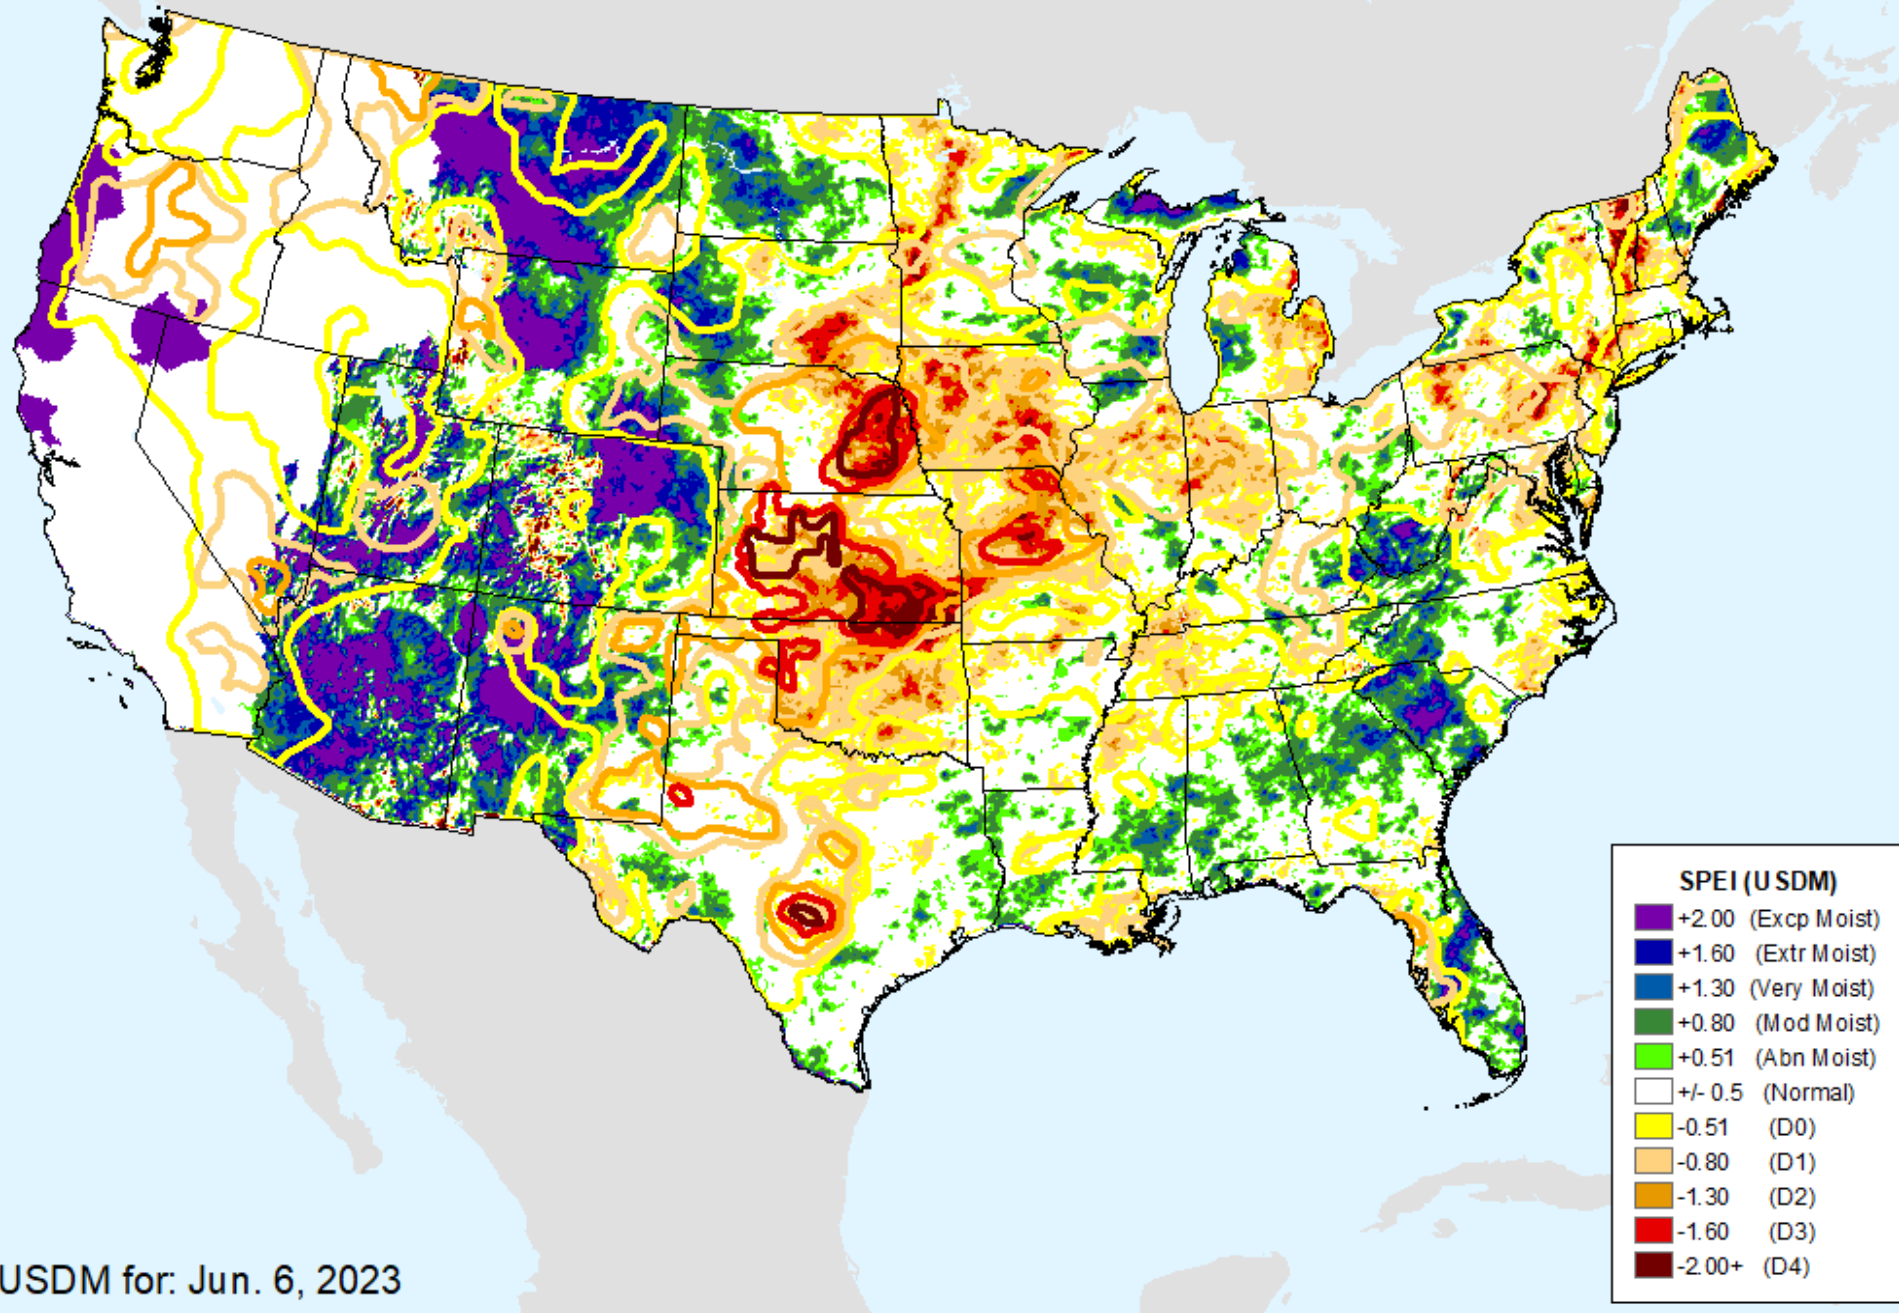 SPEI (USDM)
+2.00 (Excp Moist)
+1.60 (Extr Moist)
+1.30 (Very Moist)
+0.80 (Mod Moist)
+0.51 (Abn Moist)
+/- 0.5 (Normal)
-0.51 (D0)
-0.80 (D1)
-1.30 (D2)
-1.60 (D3)
-2.00+ (D4)
USDM for: Jun. 6, 2023